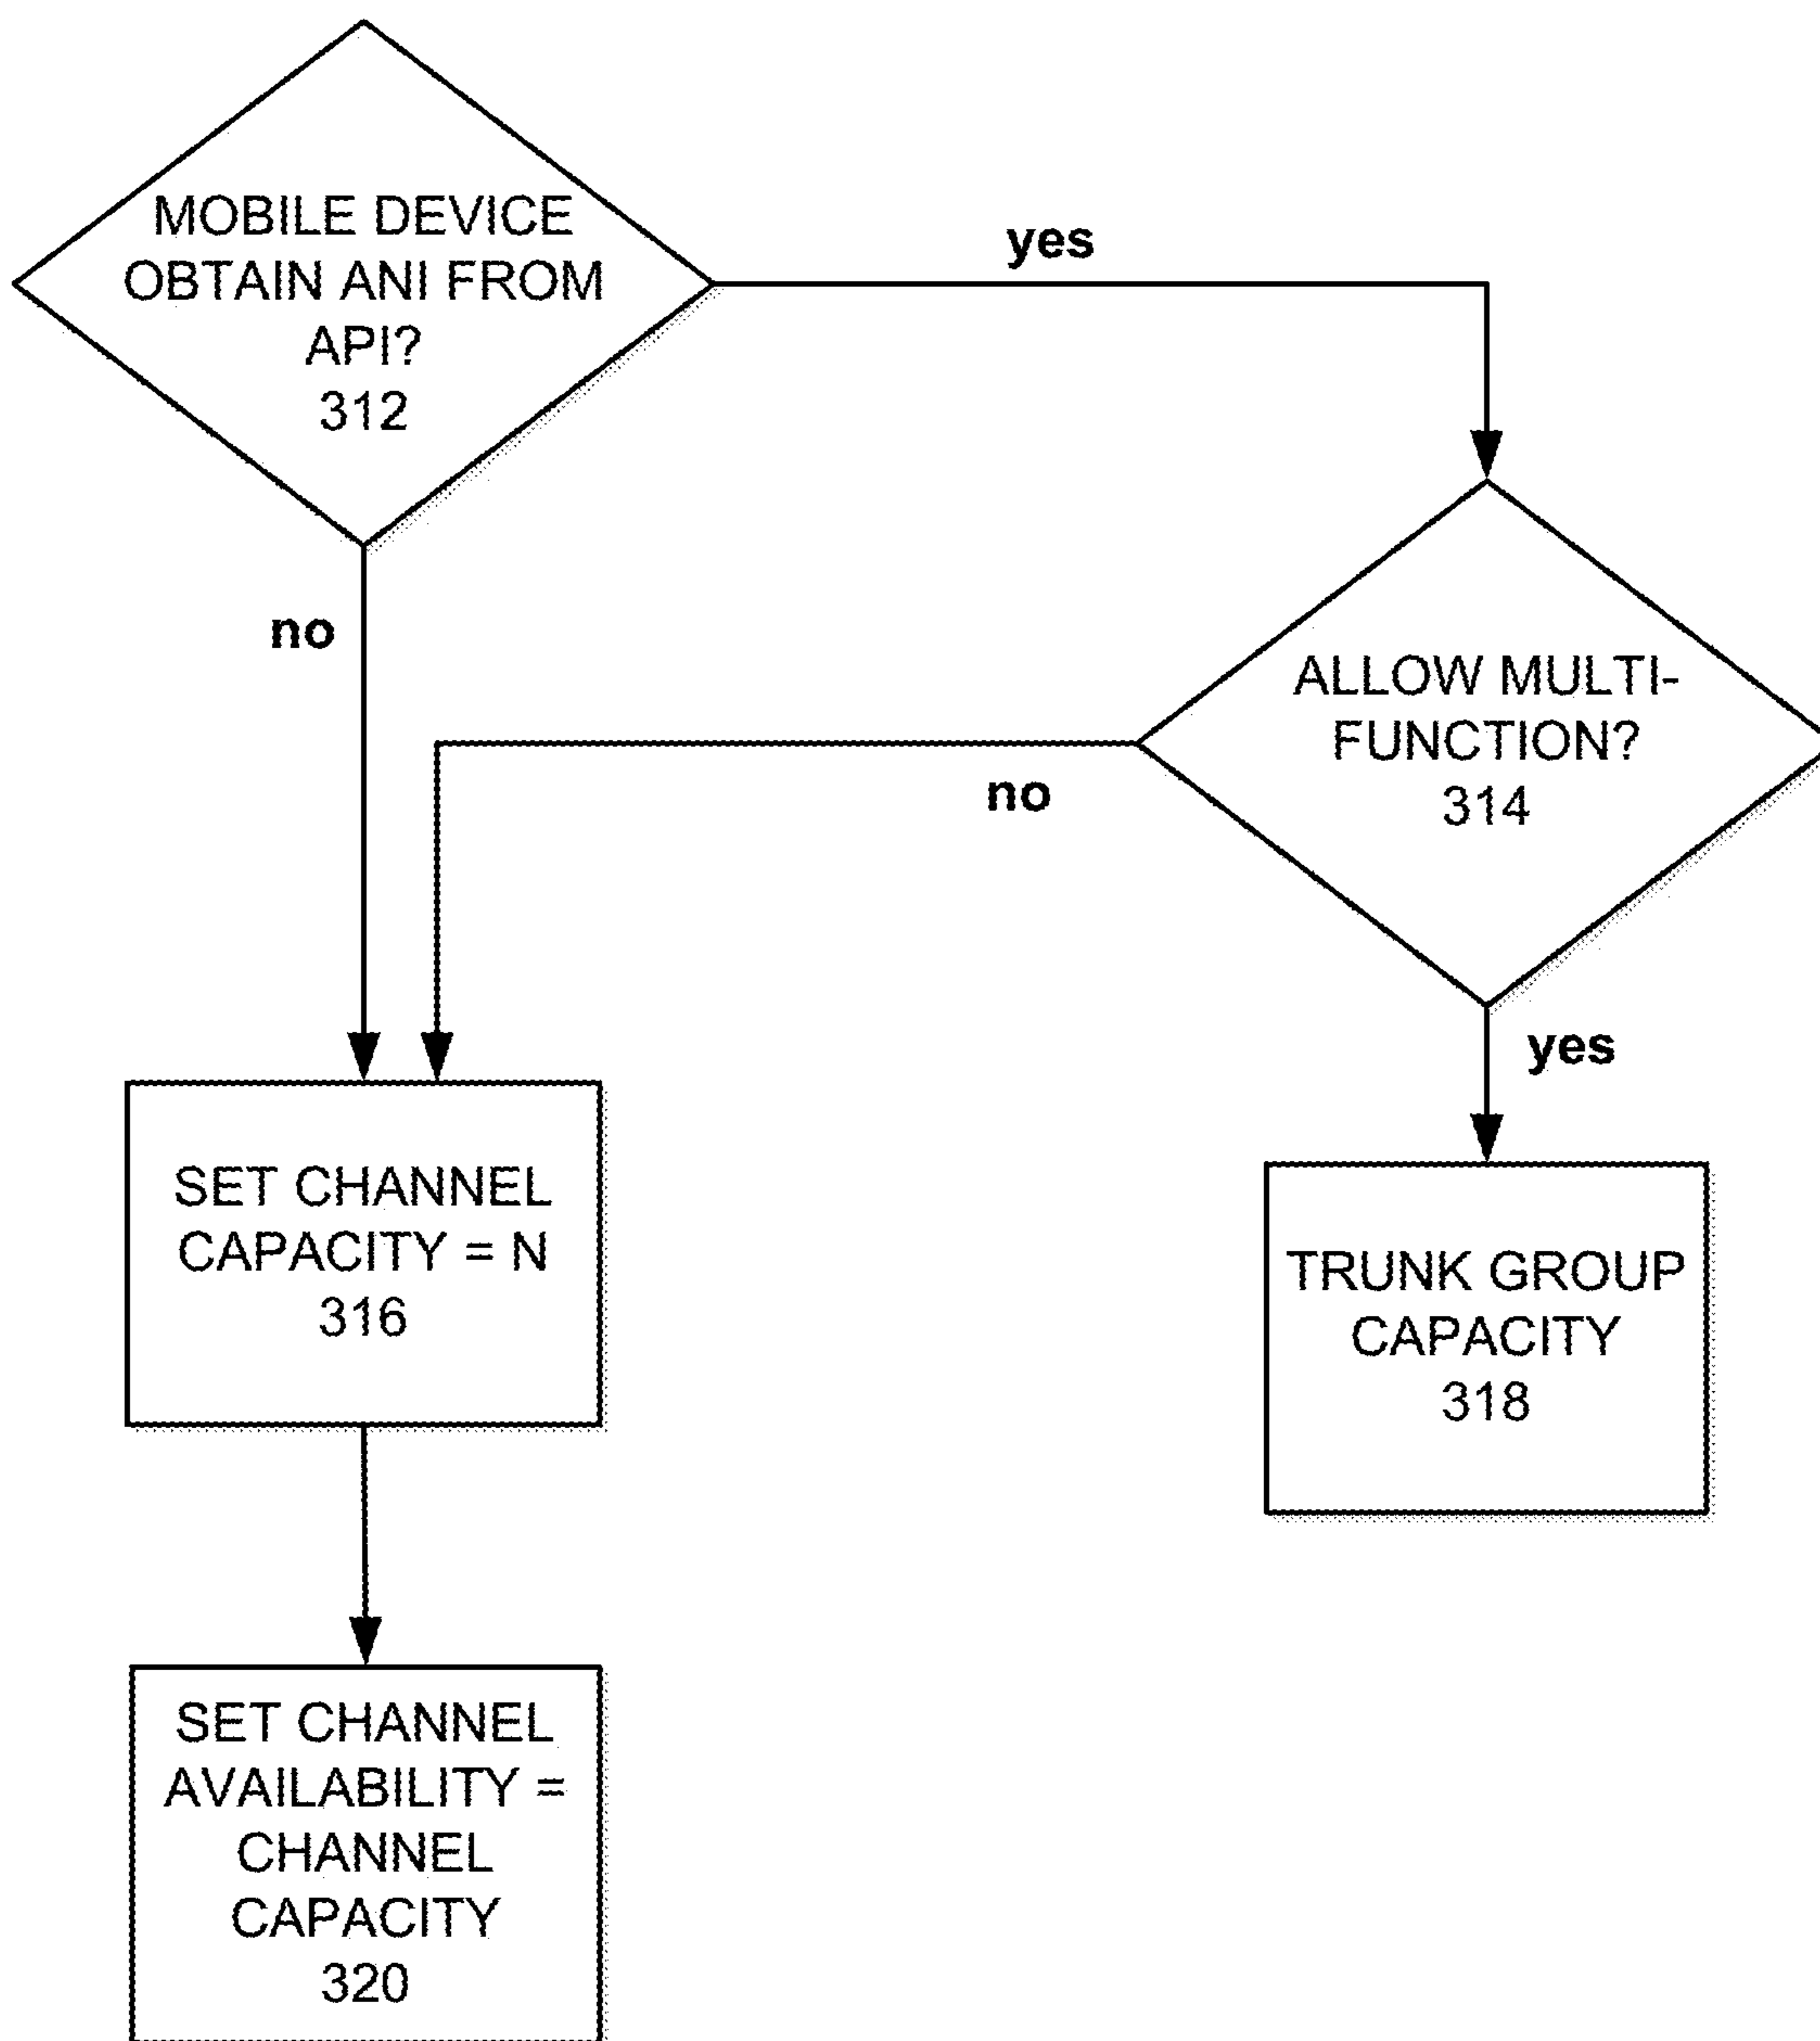 MOBILE DEVICE
OBTAIN ANI FROM
API?
312
yes
no
ALLOW MULTI-
FUNCTION?
314
no
yes
SET CHANNEL
CAPACITY = N
316
TRUNK GROUP
CAPACITY
318
SET CHANNEL
AVAILABILITY =
CHANNEL
CAPACITY
320